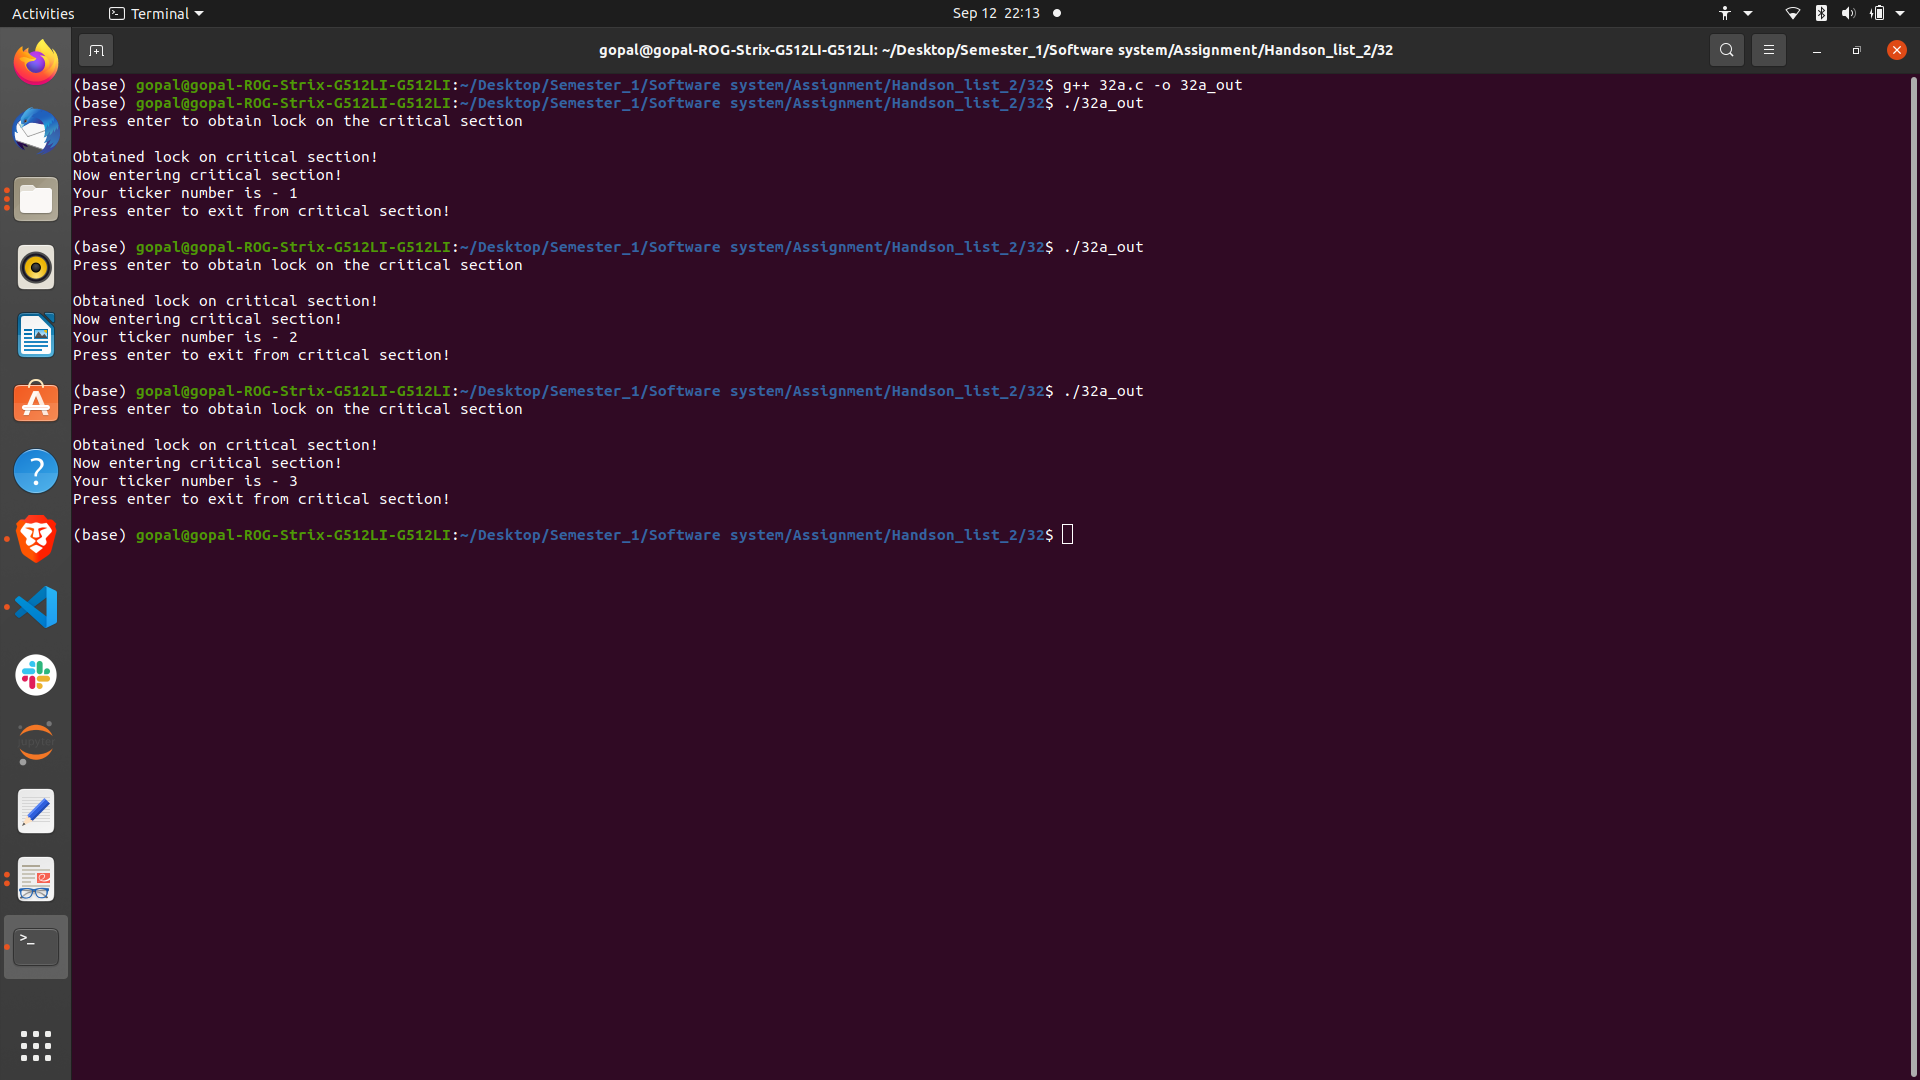 Activities
Terminal
Sep 12 22:13
gopal@gopal-ROG-Strix-G512LI-G512LI: ~/Desktop/Semester_1/Software system/Assignment/Handson_list_2/32
(base) gopal@gopal-ROG-Strix-G512LI-G512LI:~/Desktop/Semester_1/Software system/Assignment/Handson_list_2/32$ g++ 32a.c -o 32a_out
(base) gopal@gopal-ROG-Strix-G512LI-G512LI:~/Desktop/Semester_1/Software system/Assignment/Handson_list_2/32$ ./32a_out
Press enter to obtain lock on the critical section
Obtained lock on critical section!
Now entering critical section!
Your ticker number is - 1
Press enter to exit from critical section!
(base) gopal@gopal-ROG-Strix-G512LI-G512LI:~/Desktop/Semester_1/Software system/Assignment/Handson_list_2/32$ ./32a_out
Press enter to obtain lock on the critical section
Obtained lock on critical section!
Now entering critical section!
Your ticker number is - 2
Press enter to exit from critical section!
(base) gopal@gopal-ROG-Strix-G512LI-G512LI:~/Desktop/Semester_1/Software system/Assignment/Handson_list_2/32$ ./32a_out
Press enter to obtain lock on the critical section
Obtained lock on critical section!
Now entering critical section!
Your ticker number is - 3
Press enter to exit from critical section!
(base) gopal@gopal-ROG-Strix-G512LI-G512LI:~/Desktop/Semester_1/Software system/Assignment/Handson_list_2/32$